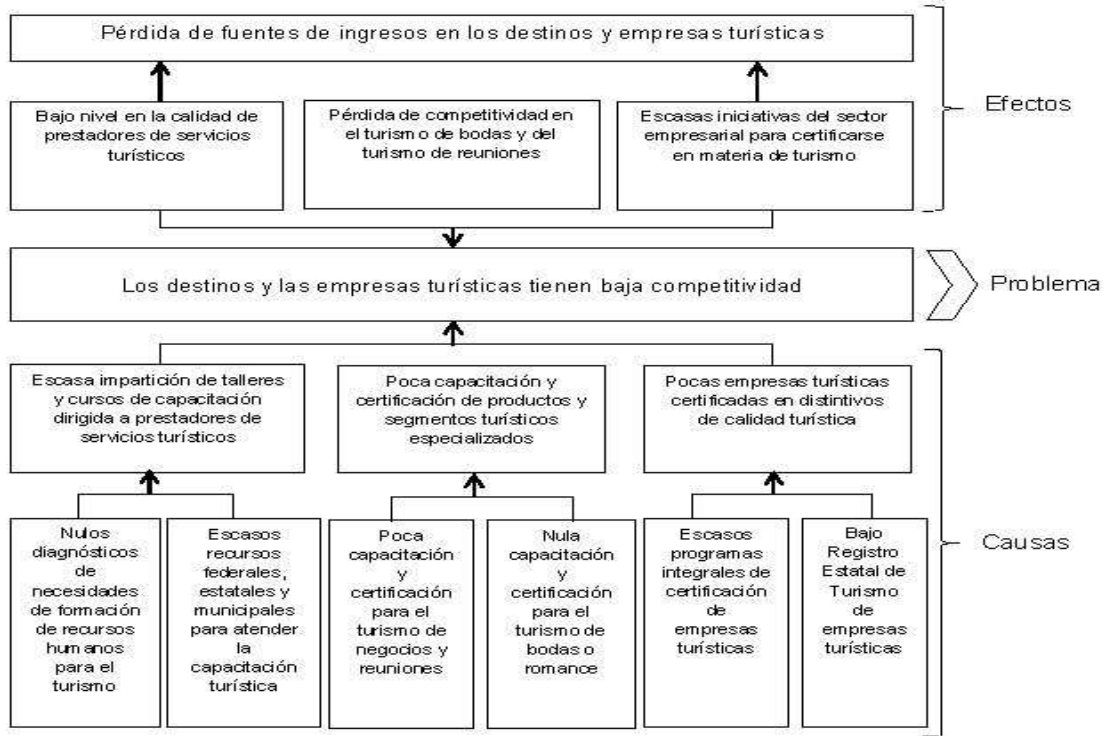 Pérdida de fuentes de ingresos en los destinos y empresas turísticas
Bajo nivel en la calidad de
prestadores de servicios
turísticos
Pérdida de competitividad en
el turismo de bodas y del
turismo de reuniones
Escasas iniciativas del sector
empresarial para certificarse
en materia de turismo
Efectos
Los destinos y las empresas turísticas tienen baja competitividad
Problema
Escasa impartición de talleres
y cursos de capacitación
dirigida a prestadores de
servicios turísticos
Poca capacitación y
certificación de productos y
segmentos turísticos
especializados
Pocas empresas turísticas
certificadas en distintivos
de calidad turística
Nulos
diagnósticos
de
necesidades
de formación
de recursos
humanos
para el
turismo
Escasos
recursos
federales,
estatales y
municipales
para atender
la
capacitación
turística
Poca
capacitación
y
certificación
para el
turismo de
negocios y
reuniones
Nula
capacitación
y
certificación
para el
turismo de
bodas o
romance
Escasos
programas
integrales de
certificación
de
empresas
turísticas
Bajo
Registro
Estatal de
Turismo de
empresas
turísticas
Causas